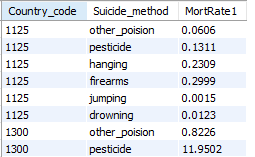 Country_code Suicide_method MortRate1
1125 other_poision 0.0606
1125 pesticide 0.1311
1125 hanging 0.2309
1125 firearms 0.2999
1125 jumping 0.0015
1125 drowning 0.0123
1300 other_poision 0.8226
1300 pesticide 11.9502